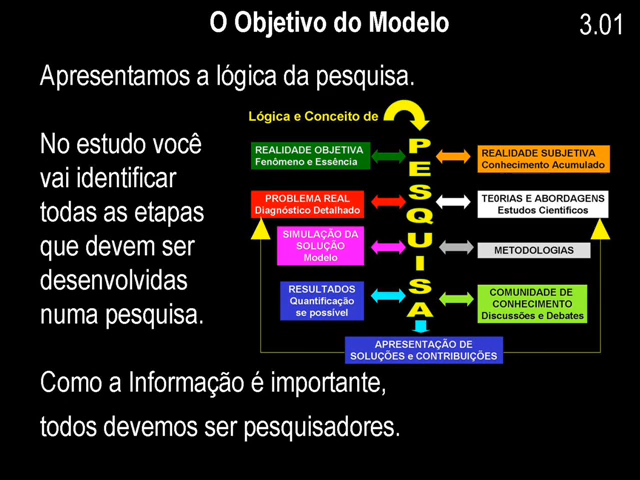 O Objetivo do Modelo
3.01
Apresentamos a lógica da pesquisa.
No estudo você
vai identificar
todas as etapas
que devem ser
desenvolvidas
numa pesquisa.
Lógica e Conceito de
PESQUISA
REALIDADE OBJETIVA
Fenômeno e Essência
REALIDADE SUBJETIVA
Conhecimento Acumulado
PROBLEMA REAL
Diagnóstico Detalhado
TE0RIAS E ABORDAGENS
Estudos Científicos
SIMULAÇÃO DA
SOLUÇÃO
Modelo
METODOLOGIAS
RESULTADOS
Quantificação
se possível
COMUNIDADE DE
CONHECIMENTO
Discussões e Debates
APRESENTAÇÃO DE
SOLUÇÕES e CONTRIBUIÇÕES
Como a Informação é importante,
todos devemos ser pesquisadores.